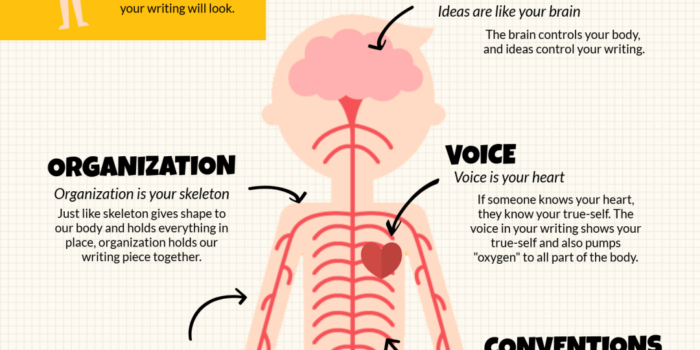 your writing will look.
Ideas are like your brain
The brain controls your body,
and ideas control your writing.
ORGANIZATION
Organization is your skeleton
Just like skeleton gives shape to
our body and holds everything in
place, organization holds our
writing piece together.
VOICE
Voice is your heart
If someone knows your heart,
they know your true-self. The
voice in your writing shows your
true-self and also pumps
"oxygen" to all part of the body.
CONVENTIONS